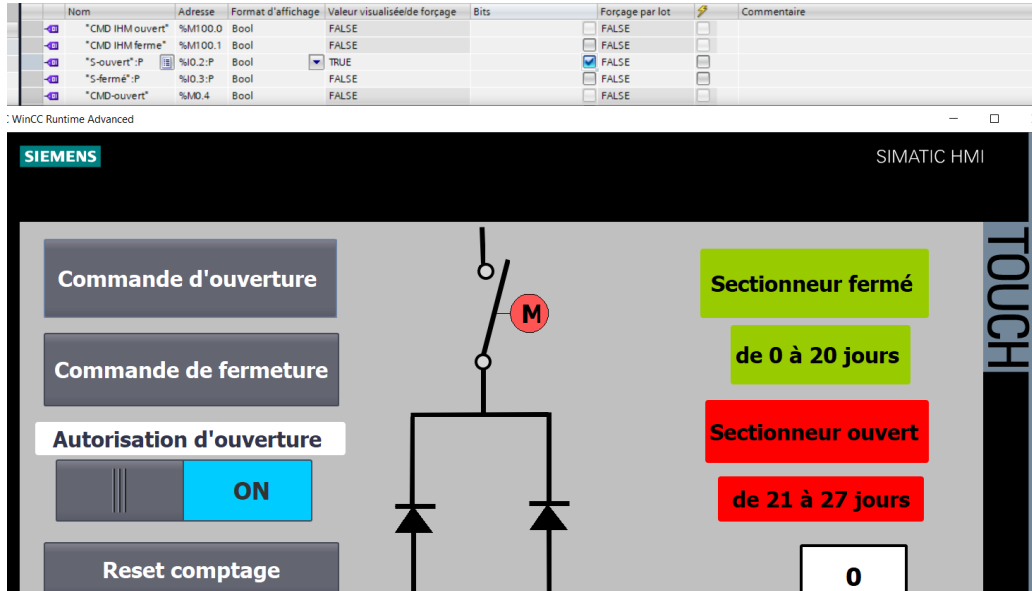 Nom Adresse Format d'affichage Valeur visualisée/de forçage Bits Forçage par lot Commentaire
"CMD IHM ouvert" %M100.0 Bool FALSE FALSE
"CMD IHM ferme" %M100.1 Bool FALSE FALSE
"S-ouvert":P %I0.2:P Bool TRUE FALSE
"S-fermé":P %I0.3:P Bool FALSE FALSE
"CMD-ouvert" %M0.4 Bool FALSE FALSE
WinCC Runtime Advanced
SIEMENS SIMATIC HMI
TOUCH
Commande d'ouverture
M
Sectionneur fermé
Commande de fermeture
de 0 à 20 jours
Autorisation d'ouverture
Sectionneur ouvert
ON
de 21 à 27 jours
Reset comptage
0